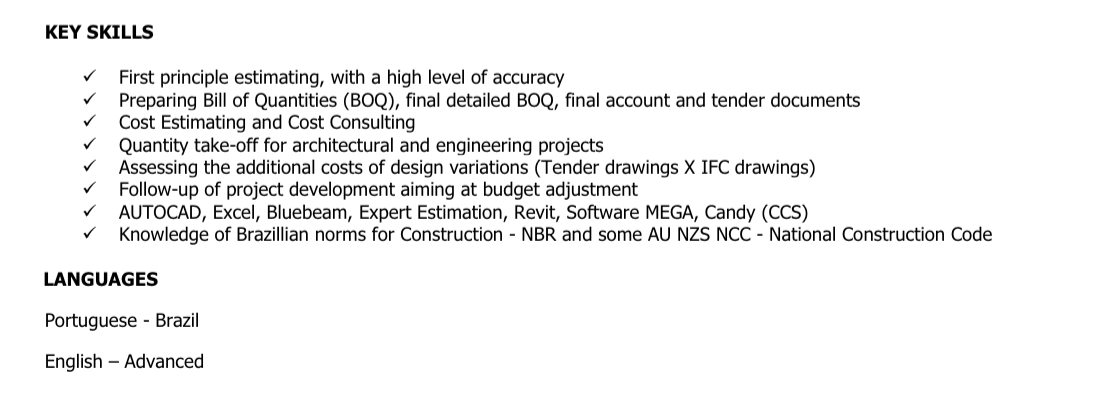 KEY SKILLS
✓ First principle estimating, with a high level of accuracy
✓ Preparing Bill of Quantities (BOQ), final detailed BOQ, final account and tender documents
✓ Cost Estimating and Cost Consulting
✓ Quantity take-off for architectural and engineering projects
✓ Assessing the additional costs of design variations (Tender drawings X IFC drawings)
✓ Follow-up of project development aiming at budget adjustment
✓ AUTOCAD, Excel, Bluebeam, Expert Estimation, Revit, Software MEGA, Candy (CCS)
✓ Knowledge of Brazillian norms for Construction - NBR and some AU NZS NCC - National Construction Code
LANGUAGES
Portuguese - Brazil
English – Advanced